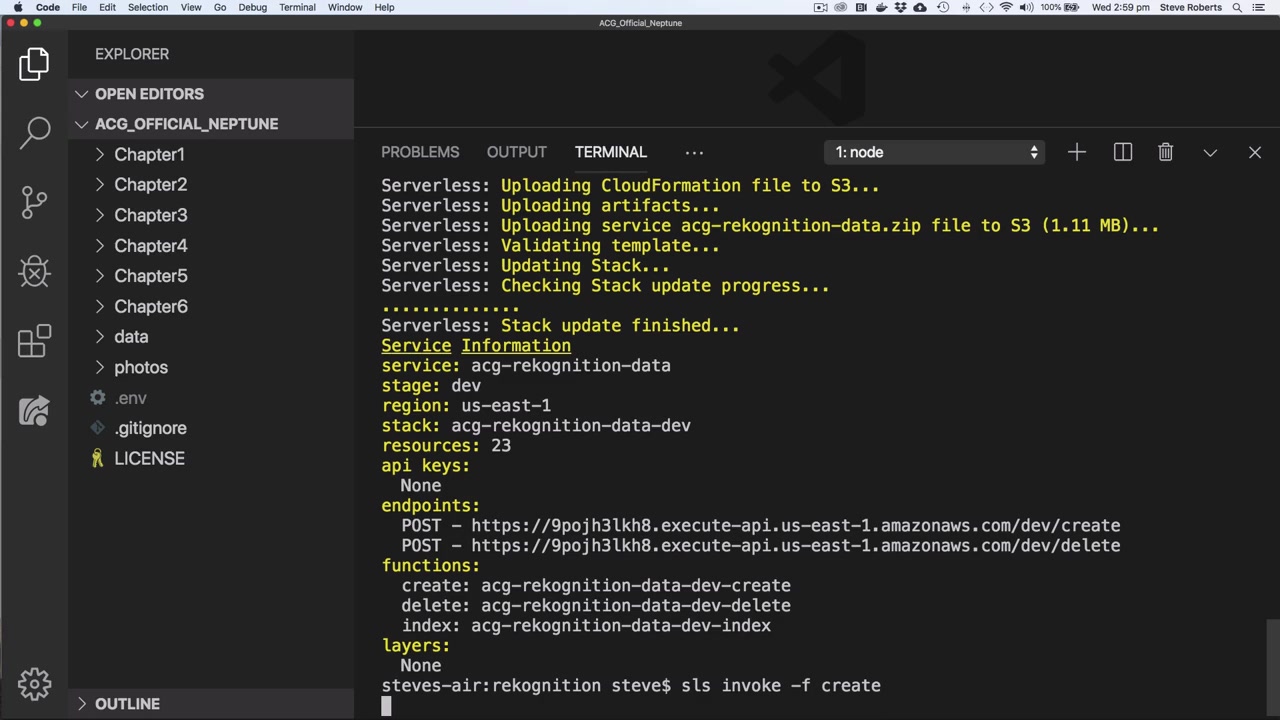 Code File Edit Selection View Go Debug Terminal Window Help 100% Wed 2:59 pm Steve Roberts
ACG_Official_Neptune
EXPLORER
OPEN EDITORS
ACG_OFFICIAL_NEPTUNE
Chapter1
Chapter2
Chapter3
Chapter4
Chapter5
Chapter6
data
photos
.env
.gitignore
LICENSE
OUTLINE
PROBLEMS OUTPUT TERMINAL ... 1: node
Serverless: Uploading CloudFormation file to S3...
Serverless: Uploading artifacts...
Serverless: Uploading service acg-rekognition-data.zip file to S3 (1.11 MB)...
Serverless: Validating template...
Serverless: Updating Stack...
Serverless: Checking Stack update progress...
..............
Serverless: Stack update finished...
Service Information
service: acg-rekognition-data
stage: dev
region: us-east-1
stack: acg-rekognition-data-dev
resources: 23
api keys:
None
endpoints:
POST - https://9pojh3lkh8.execute-api.us-east-1.amazonaws.com/dev/create
POST - https://9pojh3lkh8.execute-api.us-east-1.amazonaws.com/dev/delete
functions:
create: acg-rekognition-data-dev-create
delete: acg-rekognition-data-dev-delete
index: acg-rekognition-data-dev-index
layers:
None
steves-air:rekognition steve$ sls invoke -f create